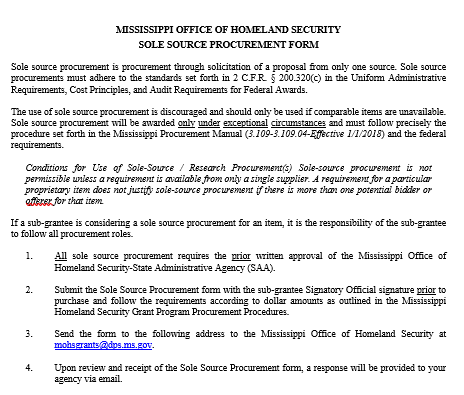 MISSISSIPPI OFFICE OF HOMELAND SECURITY
SOLE SOURCE PROCUREMENT FORM
Sole source procurement is procurement through solicitation of a proposal from only one source. Sole source
procurements must adhere to the standards set forth in 2 C.F.R. § 200.320(c) in the Uniform Administrative
Requirements, Cost Principles, and Audit Requirements for Federal Awards.
The use of sole source procurement is discouraged and should only be used if comparable items are unavailable.
Sole source procurement will be awarded only under exceptional circumstances and must follow precisely the
procedure set forth in the Mississippi Procurement Manual (3.109-3.109.04-Effective 1/1/2018) and the federal
requirements.
Conditions for Use of Sole-Source / Research Procurement(s) Sole-source procurement is not
permissible unless a requirement is available from only a single supplier. A requirement for a particular
proprietary item does not justify sole-source procurement if there is more than one potential bidder or
offerer for that item.
If a sub-grantee is considering a sole source procurement for an item, it is the responsibility of the sub-grantee
to follow all procurement roles.
1. All sole source procurement requires the prior written approval of the Mississippi Office of
Homeland Security-State Administrative Agency (SAA).
2. Submit the Sole Source Procurement form with the sub-grantee Signatory Official signature prior to
purchase and follow the requirements according to dollar amounts as outlined in the Mississippi
Homeland Security Grant Program Procurement Procedures.
3. Send the form to the following address to the Mississippi Office of Homeland Security at
mohsgrants@dps.ms.gov.
4. Upon review and receipt of the Sole Source Procurement form, a response will be provided to your
agency via email.